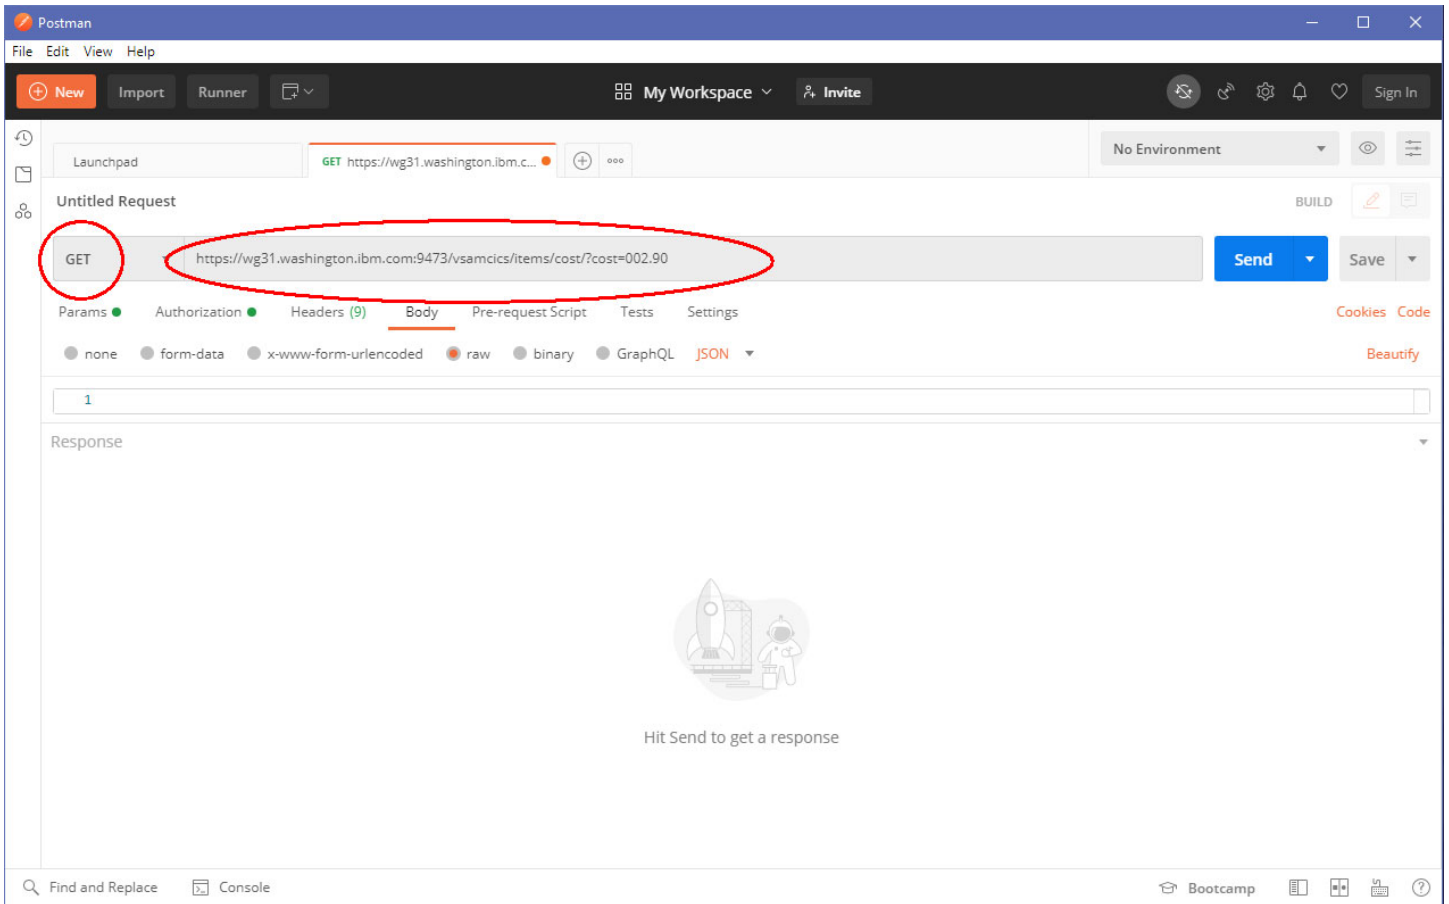 Postman
File Edit View Help
New Import Runner My Workspace Invite Sign In
Launchpad GET https://wg31.washington.ibm.c... No Environment
Untitled Request BUILD
GET https://wg31.washington.ibm.com:9473/vsamcics/items/cost/?cost=002.90 Send Save
Params Authorization Headers (9) Body Pre-request Script Tests Settings Cookies Code
none form-data x-www-form-urlencoded raw binary GraphQL JSON Beautify
1
Response
Hit Send to get a response
Find and Replace Console Bootcamp